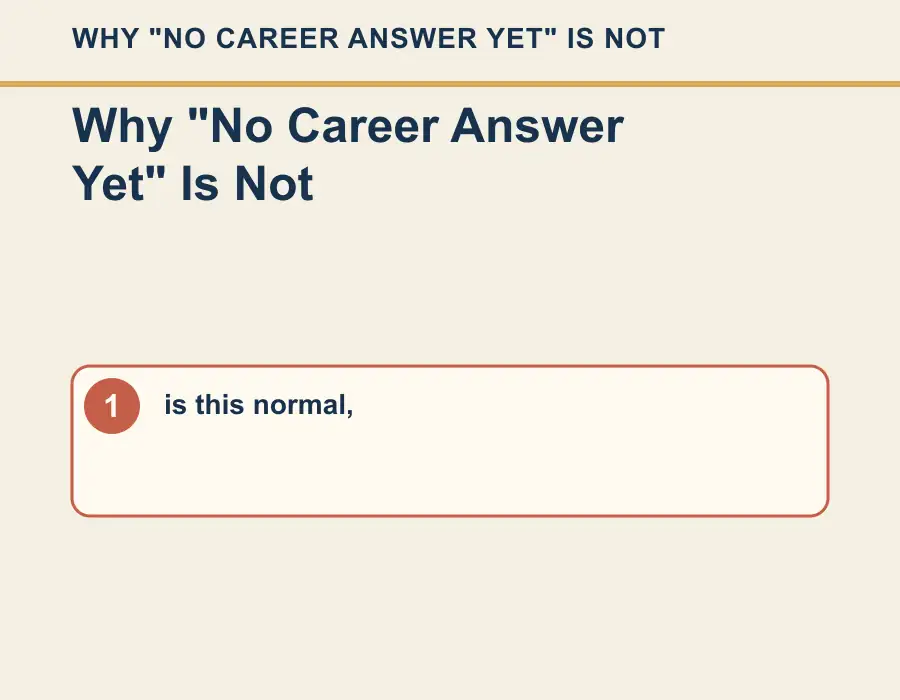 WHY "NO CAREER ANSWER YET" IS NOT
Why "No Career Answer
Yet" Is Not
1
is this normal,